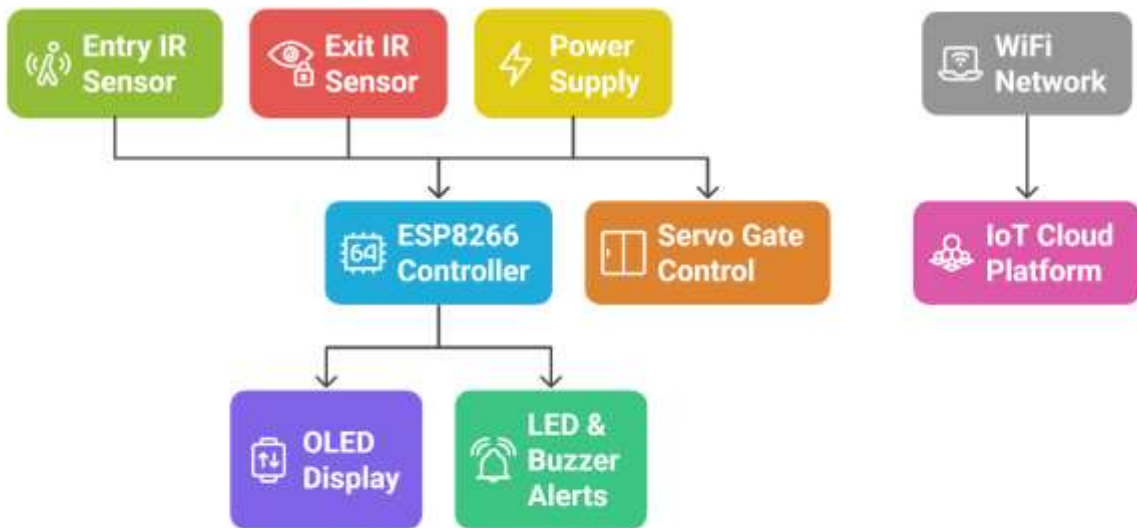 Entry IR
Sensor
Exit IR
Sensor
Power
Supply
WiFi
Network
ESP8266
Controller
64
Servo Gate
Control
IoT Cloud
Platform
OLED
Display
LED &
Buzzer
Alerts